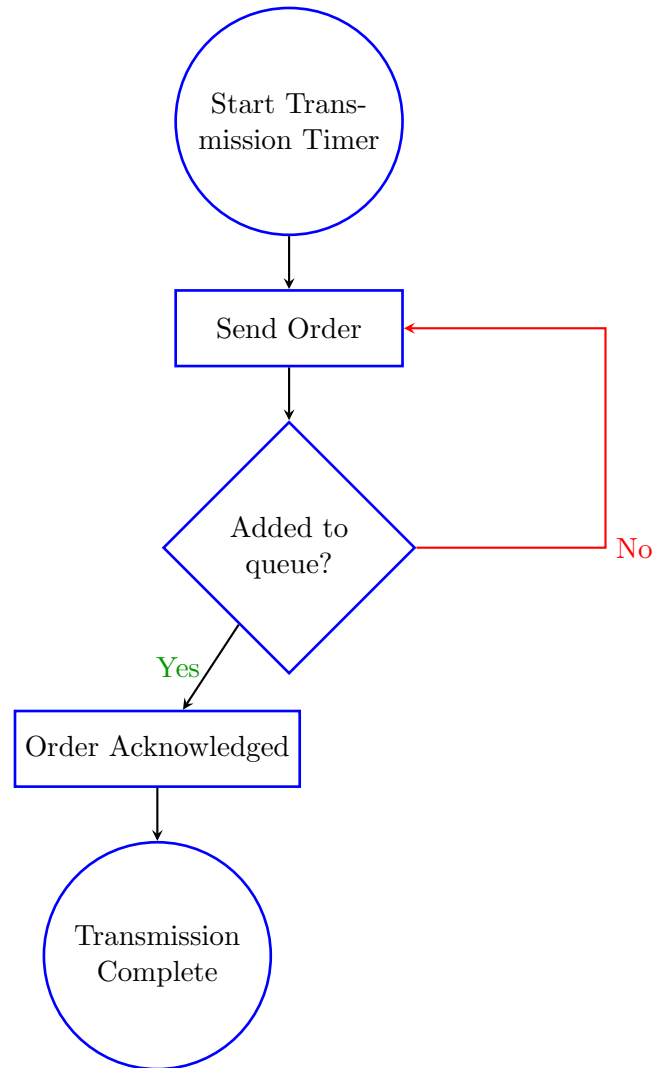 Start Trans-
mission Timer
Send Order
Added to
queue?
No
Yes
Order Acknowledged
Transmission
Complete